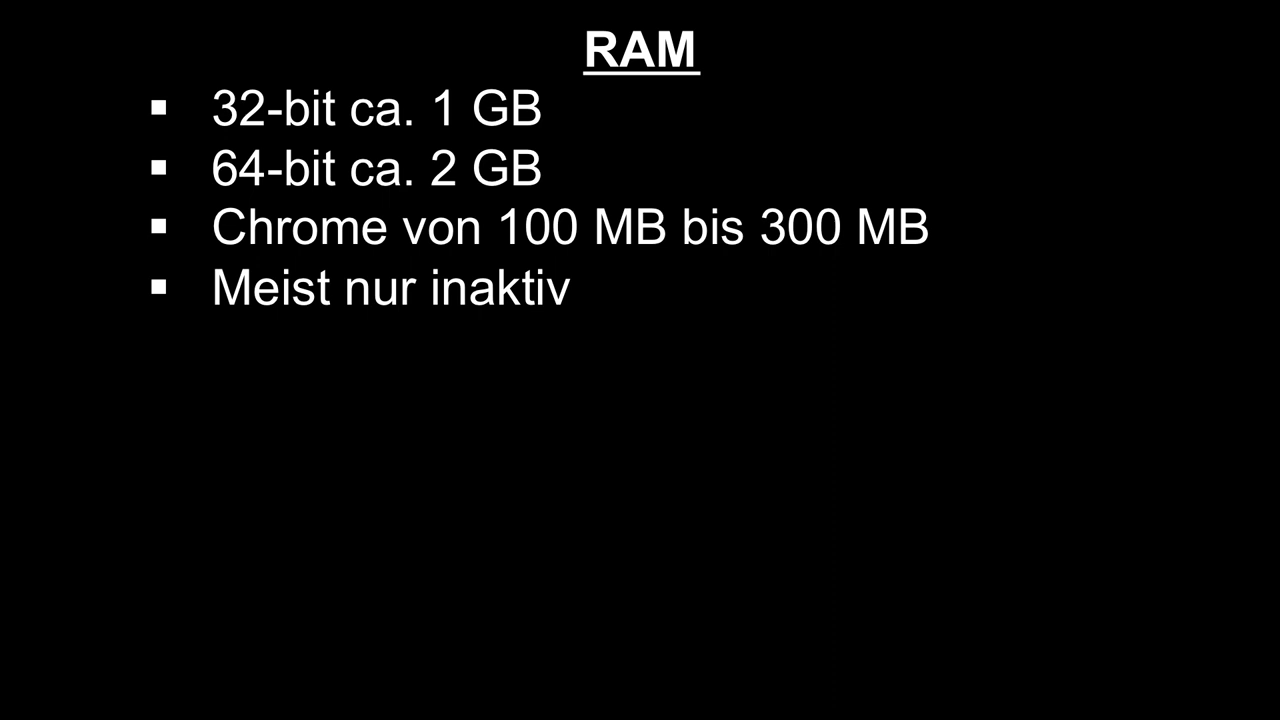 RAM
▪ 32-bit ca. 1 GB
▪ 64-bit ca. 2 GB
▪ Chrome von 100 MB bis 300 MB
▪ Meist nur inaktiv